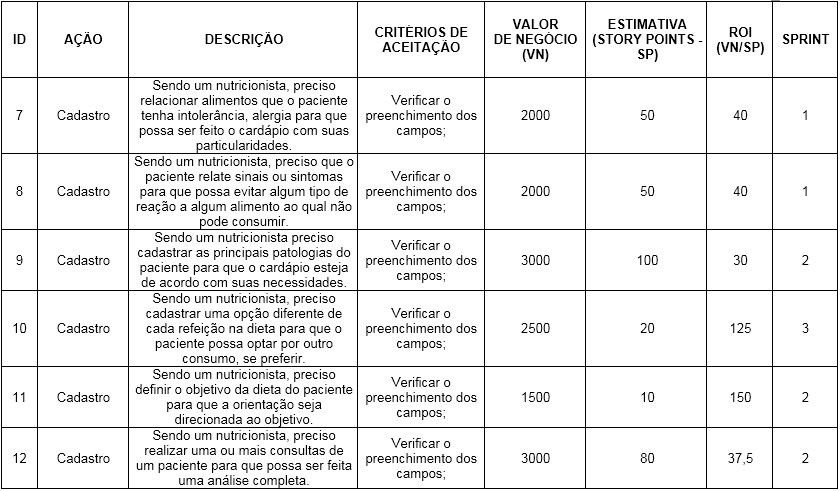 ID AÇÃO DESCRIÇÃO CRITÉRIOS DE ACEITAÇÃO VALOR DE NEGÓCIO (VN) ESTIMATIVA (STORY POINTS - SP) ROI (VN/SP) SPRINT
7 Cadastro
Sendo um nutricionista, preciso
relacionar alimentos que o paciente
tenha intolerância, alergia para que
possa ser feito o cardápio com suas
particularidades.
Verificar o
preenchimento dos
campos;
2000 50 40 1
8 Cadastro
Sendo um nutricionista, preciso que o
paciente relate sinais ou sintomas
para que possa evitar algum tipo de
reação a algum alimento ao qual não
pode consumir.
Verificar o
preenchimento dos
campos;
2000 50 40 1
9 Cadastro
Sendo um nutricionista preciso
cadastrar as principais patologias do
paciente para que o cardápio esteja
de acordo com suas necessidades.
Verificar o
preenchimento dos
campos;
3000 100 30 2
10 Cadastro
Sendo um nutricionista, preciso
cadastrar uma opção diferente de
cada refeição na dieta para que o
paciente possa optar por outro
consumo, se preferir.
Verificar o
preenchimento dos
campos;
2500 20 125 3
11 Cadastro
Sendo um nutricionista, preciso
definir o objetivo da dieta do paciente
para que a orientação seja
direcionada ao objetivo.
Verificar o
preenchimento dos
campos;
1500 10 150 2
12 Cadastro
Sendo um nutricionista, preciso
realizar uma ou mais consultas de
um paciente para que possa ser feita
uma análise completa.
Verificar o
preenchimento dos
campos;
3000 80 37,5 2